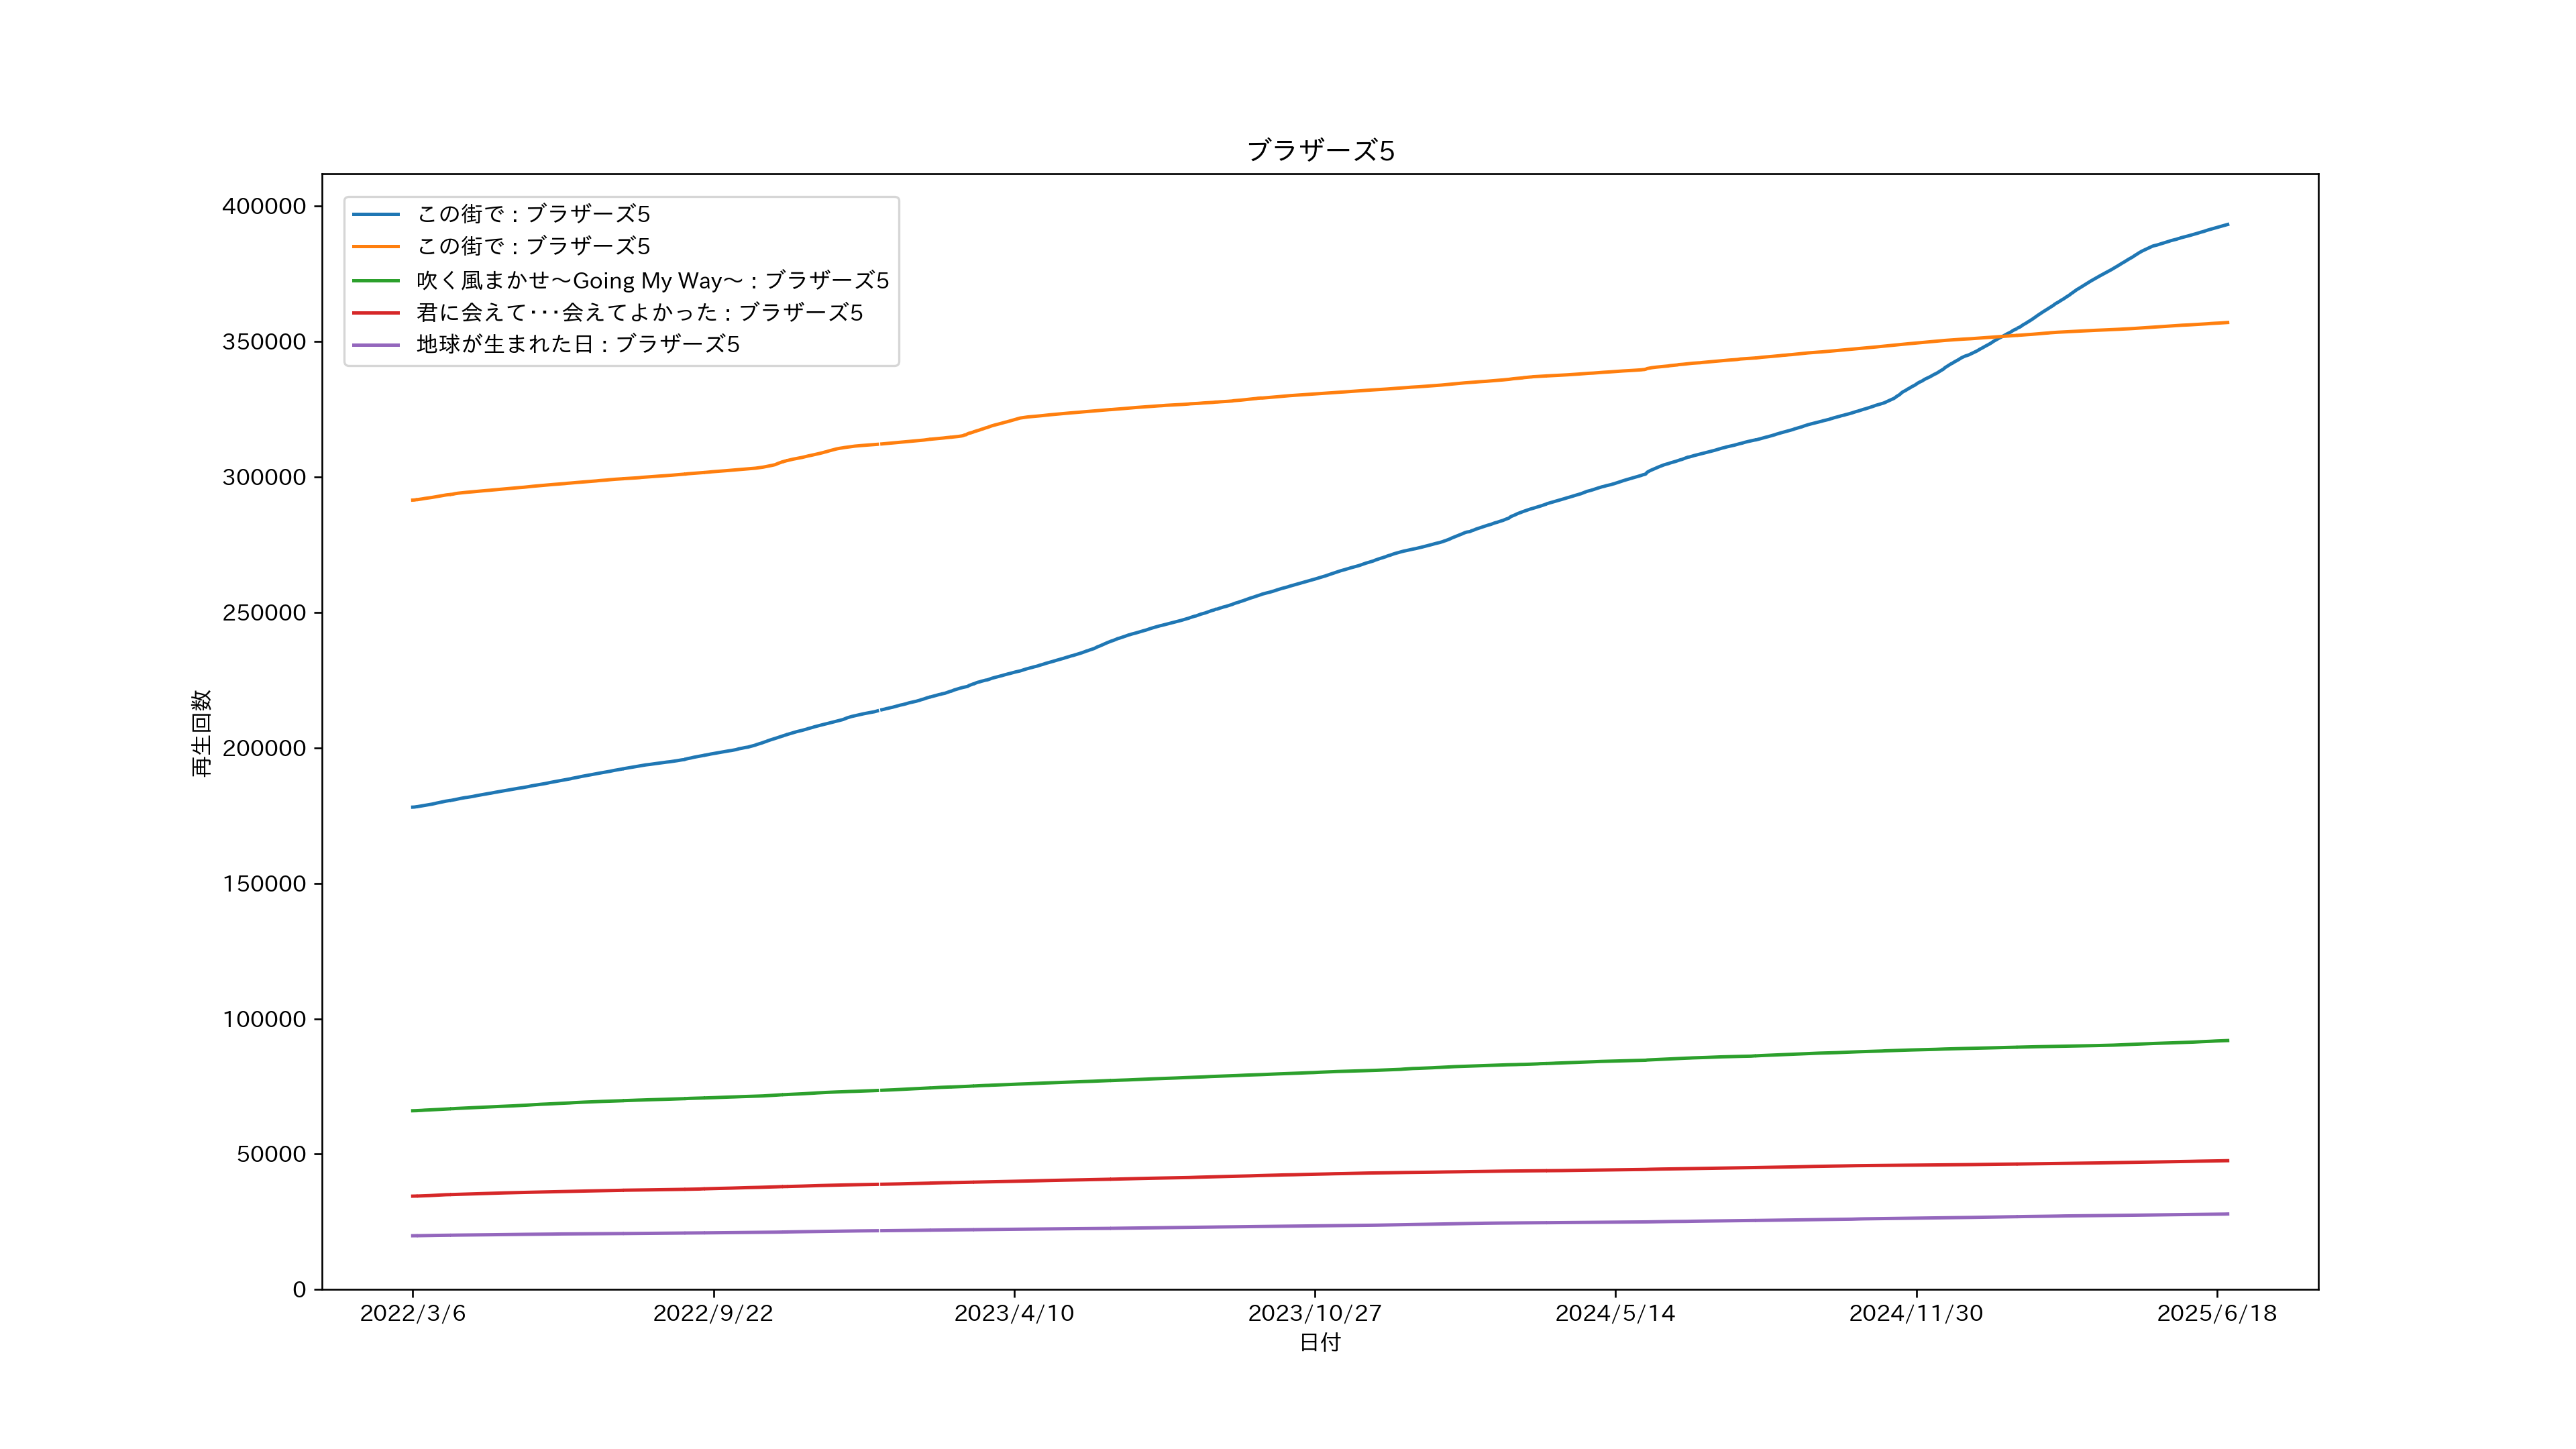 ブラザーズ5
この街で : ブラザーズ5
この街で : ブラザーズ5
吹く風まかせ～Going My Way～ : ブラザーズ5
君に会えて･･･会えてよかった : ブラザーズ5
地球が生まれた日 : ブラザーズ5
再生回数
400000
350000
300000
250000
200000
150000
100000
50000
0
2022/3/6
2022/9/22
2023/4/10
2023/10/27
2024/5/14
2024/11/30
2025/6/18
日付